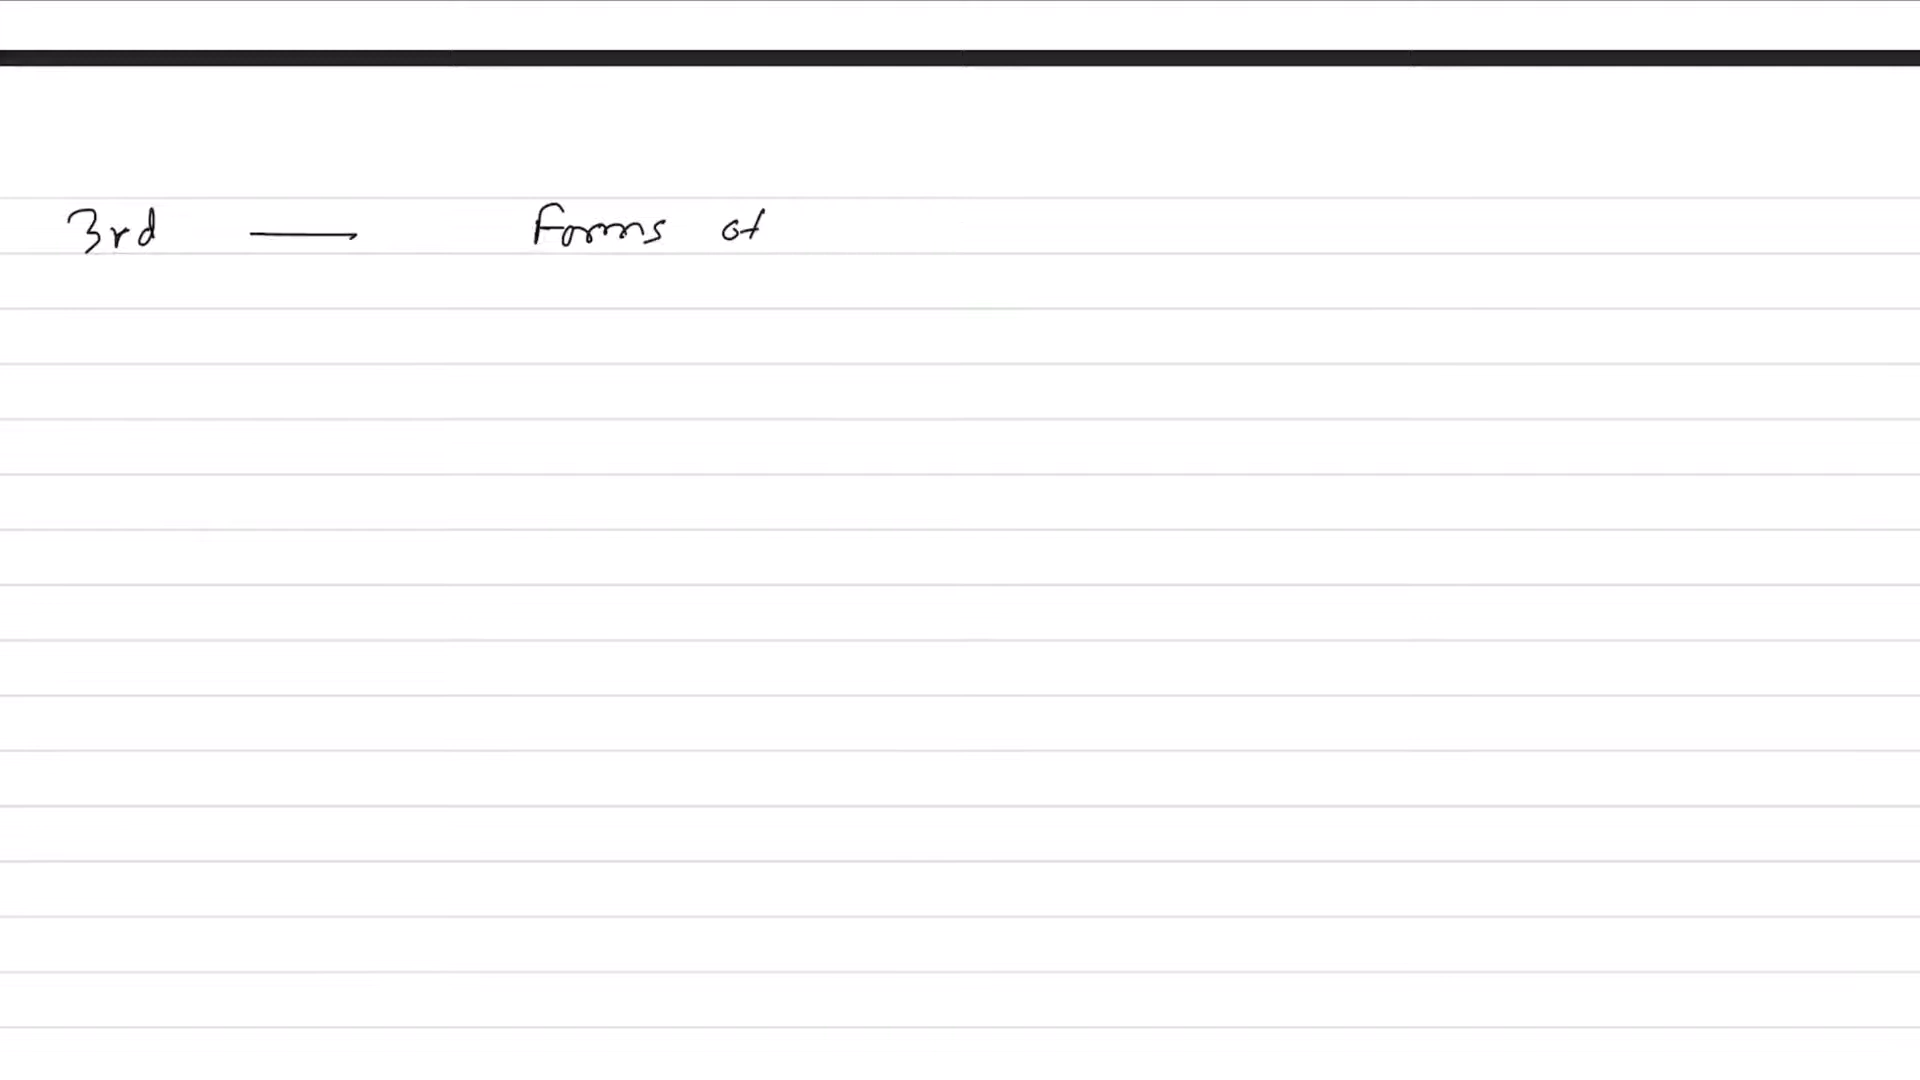 3rd — Forms of